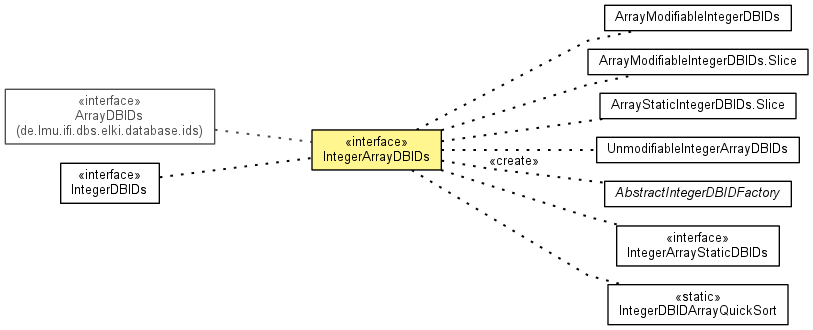 ArrayModifiableIntegerDBIDs
ArrayModifiableIntegerDBIDs.Slice
«interface»
ArrayDBIDs
(de.lmu.ifi.dbs.elki.database.ids)
ArrayStaticIntegerDBIDs.Slice
«interface»
IntegerArrayDBIDs
UnmodifiableIntegerArrayDBIDs
«create»
«interface»
IntegerDBIDs
AbstractIntegerDBIDFactory
«interface»
IntegerArrayStaticDBIDs
«static»
IntegerDBIDArrayQuickSort